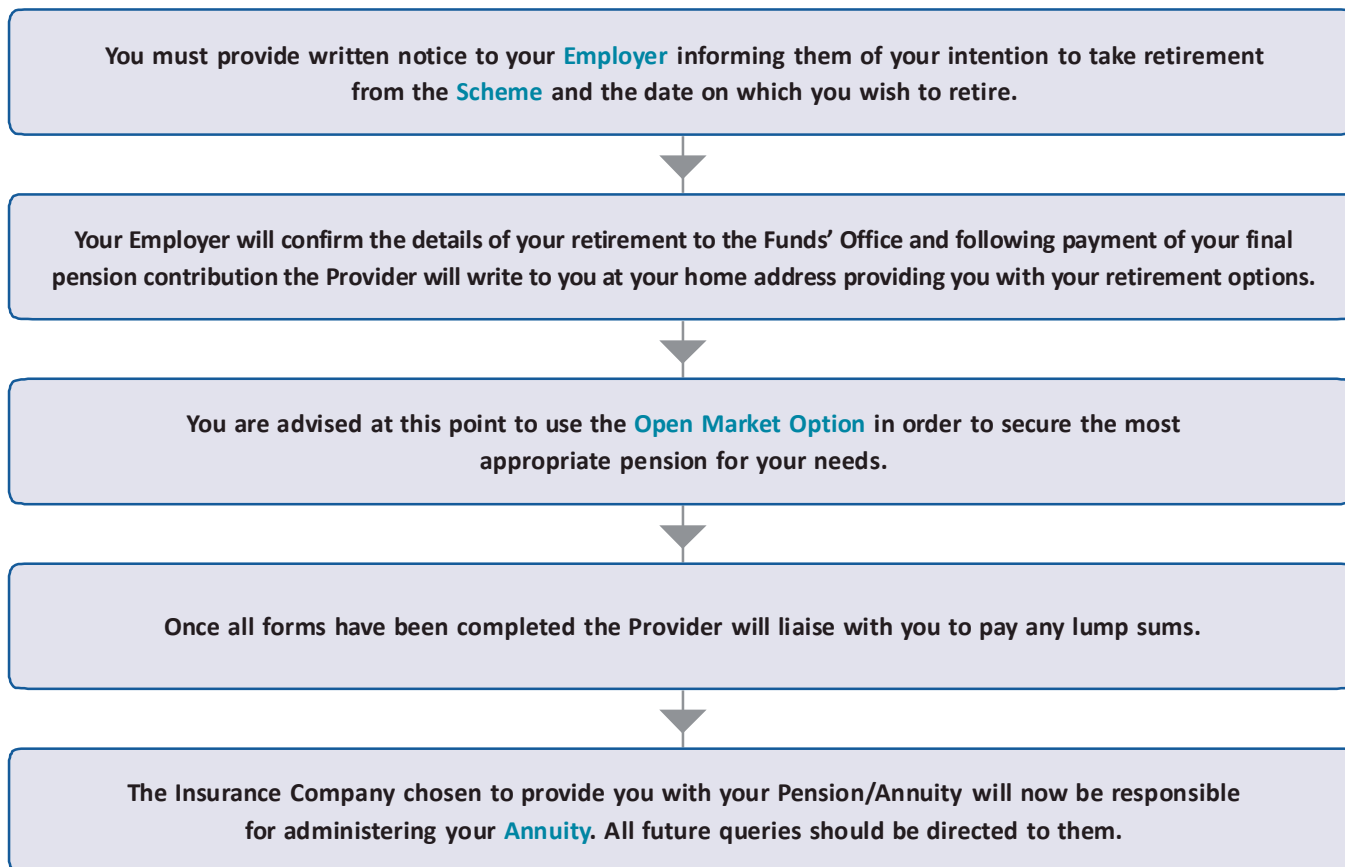 You must provide written notice to your Employer informing them of your intention to take retirement
from the Scheme and the date on which you wish to retire.
Your Employer will confirm the details of your retirement to the Funds’ Office and following payment of your final
pension contribution the Provider will write to you at your home address providing you with your retirement options.
You are advised at this point to use the Open Market Option in order to secure the most
appropriate pension for your needs.
Once all forms have been completed the Provider will liaise with you to pay any lump sums.
The Insurance Company chosen to provide you with your Pension/Annuity will now be responsible
for administering your Annuity. All future queries should be directed to them.